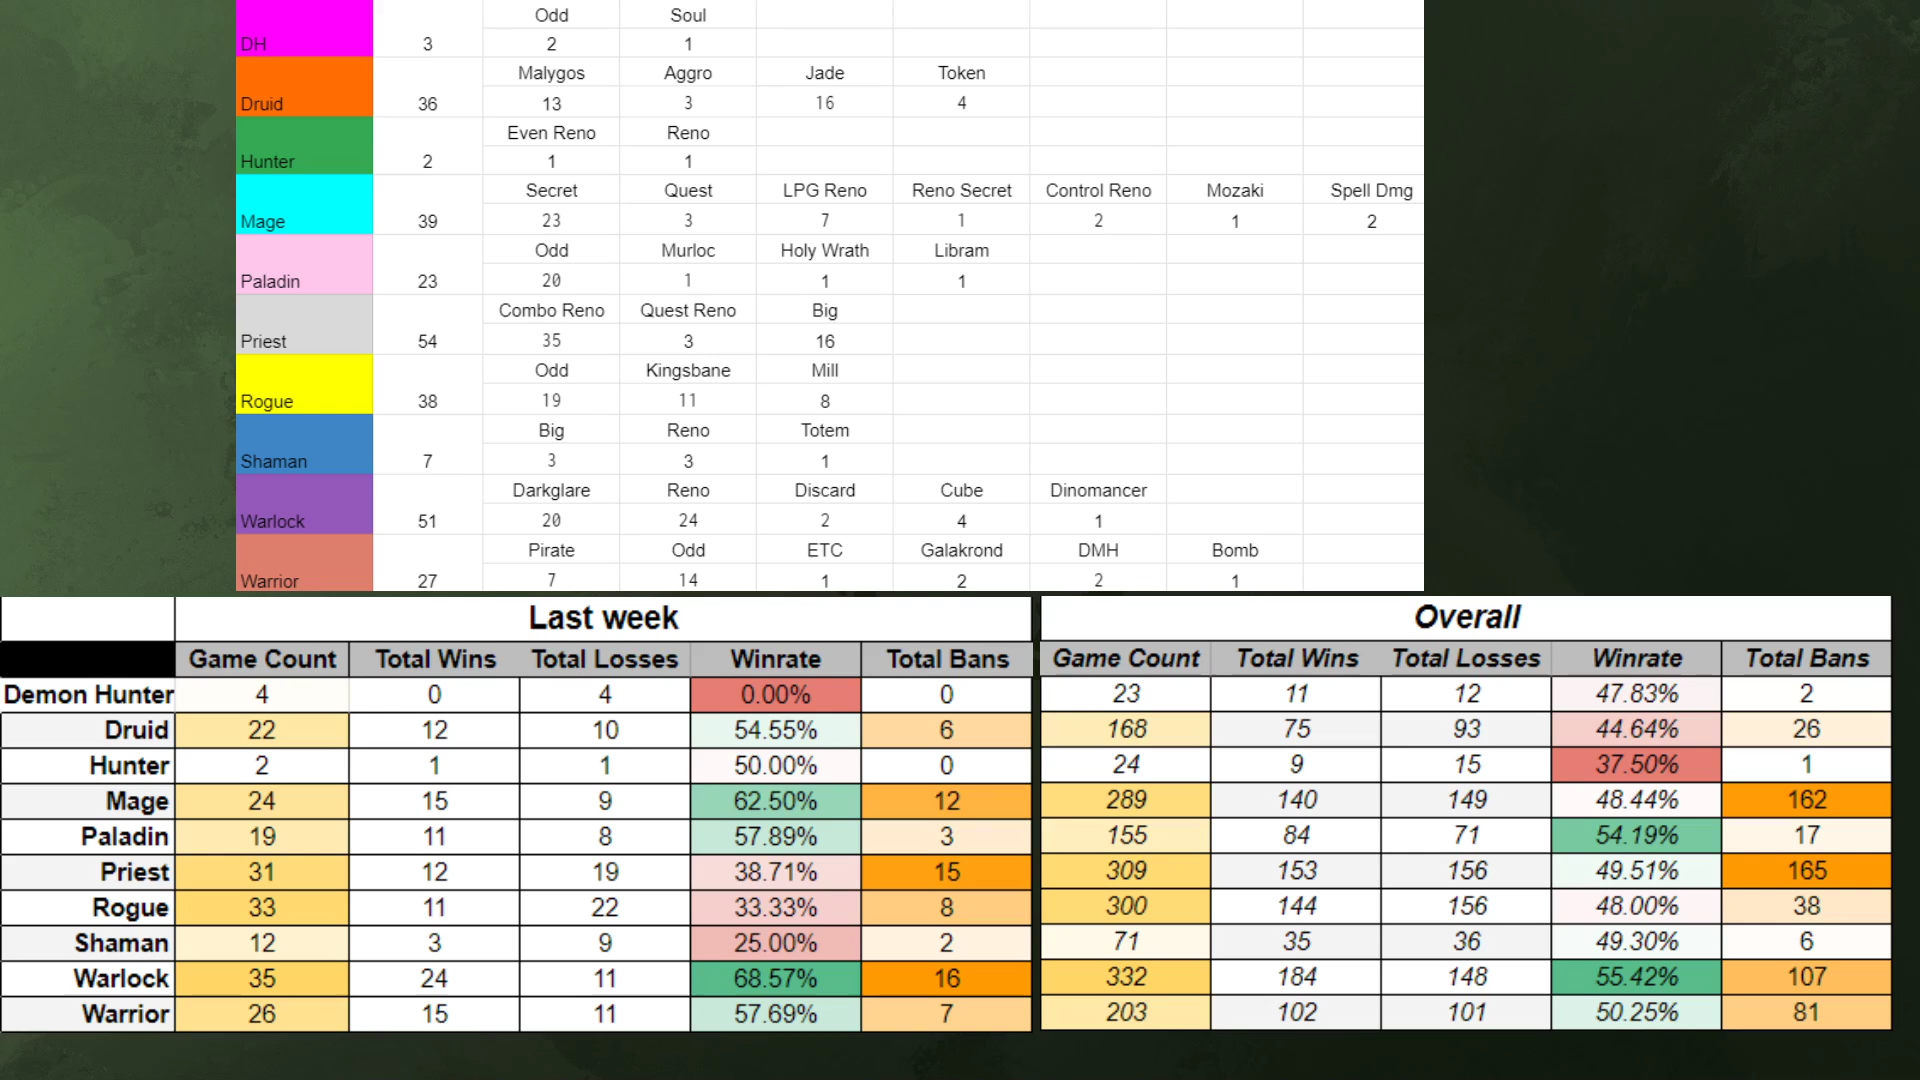 Odd Soul
DH 3 2 1
Malygos Aggro Jade Token
Druid 36 13 3 16 4
Even Reno Reno
Hunter 2 1 1
Secret Quest LPG Reno Reno Secret Control Reno Mozaki Spell Dmg
Mage 39 23 3 7 1 2 1 2
Odd Murloc Holy Wrath Libram
Paladin 23 20 1 1 1
Combo Reno Quest Reno Big
Priest 54 35 3 16
Odd Kingsbane Mill
Rogue 38 19 11 8
Big Reno Totem
Shaman 7 3 3 1
Darkglare Reno Discard Cube Dinomancer
Warlock 51 20 24 2 4 1
Pirate Odd ETC Galakrond DMH Bomb
Warrior 27 7 14 1 2 2 1
Last week
Game Count Total Wins Total Losses Winrate Total Bans
Demon Hunter 4 0 4 0.00% 0
Druid 22 12 10 54.55% 6
Hunter 2 1 1 50.00% 0
Mage 24 15 9 62.50% 12
Paladin 19 11 8 57.89% 3
Priest 31 12 19 38.71% 15
Rogue 33 11 22 33.33% 8
Shaman 12 3 9 25.00% 2
Warlock 35 24 11 68.57% 16
Warrior 26 15 11 57.69% 7
Overall
Game Count Total Wins Total Losses Winrate Total Bans
23 11 12 47.83% 2
168 75 93 44.64% 26
24 9 15 37.50% 1
289 140 149 48.44% 162
155 84 71 54.19% 17
309 153 156 49.51% 165
300 144 156 48.00% 38
71 35 36 49.30% 6
332 184 148 55.42% 107
203 102 101 50.25% 81